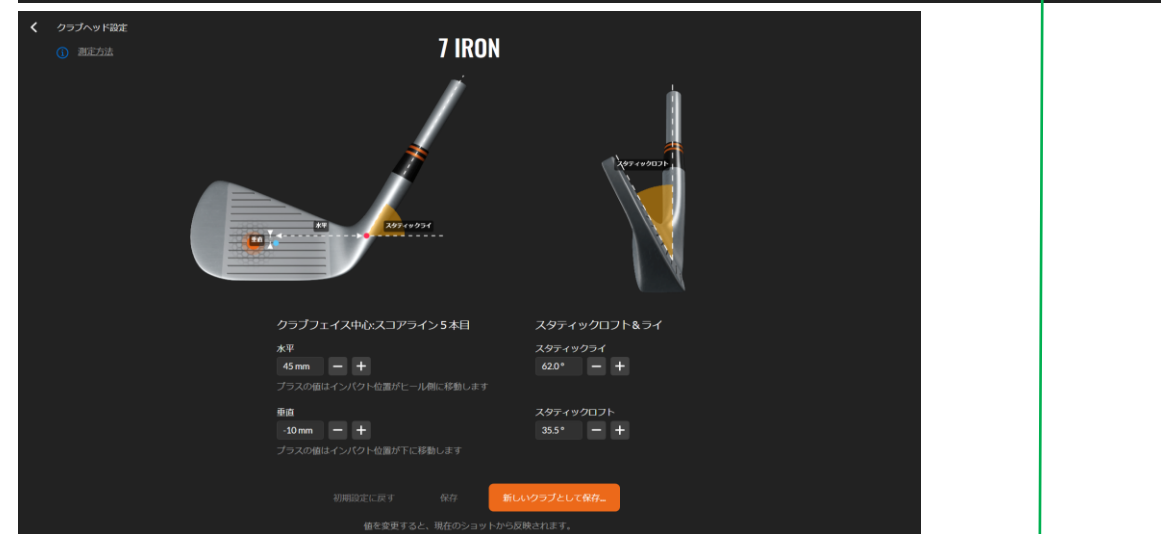 クラブヘッド設定
測定方法
7 IRON
スタティックロフト
水平
スタティックライ
垂直
クラブフェイス中心:スコアライン5本目
スタティックロフト&ライ
水平
スタティックライ
45 mm
62.0°
プラスの値はインパクト位置がヒール側に移動します
垂直
スタティックロフト
-10 mm
35.5°
プラスの値はインパクト位置が下に移動します
初期設定に戻す
保存
新しいクラブとして保存...
値を変更すると、現在のショットから反映されます。